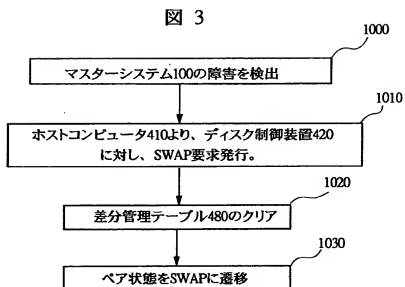 図 3
1000
マスターシステム100の障害を検出
1010
ホストコンピュータ410より、ディスク制御装置420
に対し、SWAP要求発行。
1020
差分管理テーブル480のクリア
1030
ペア状態をSWAPに遷移